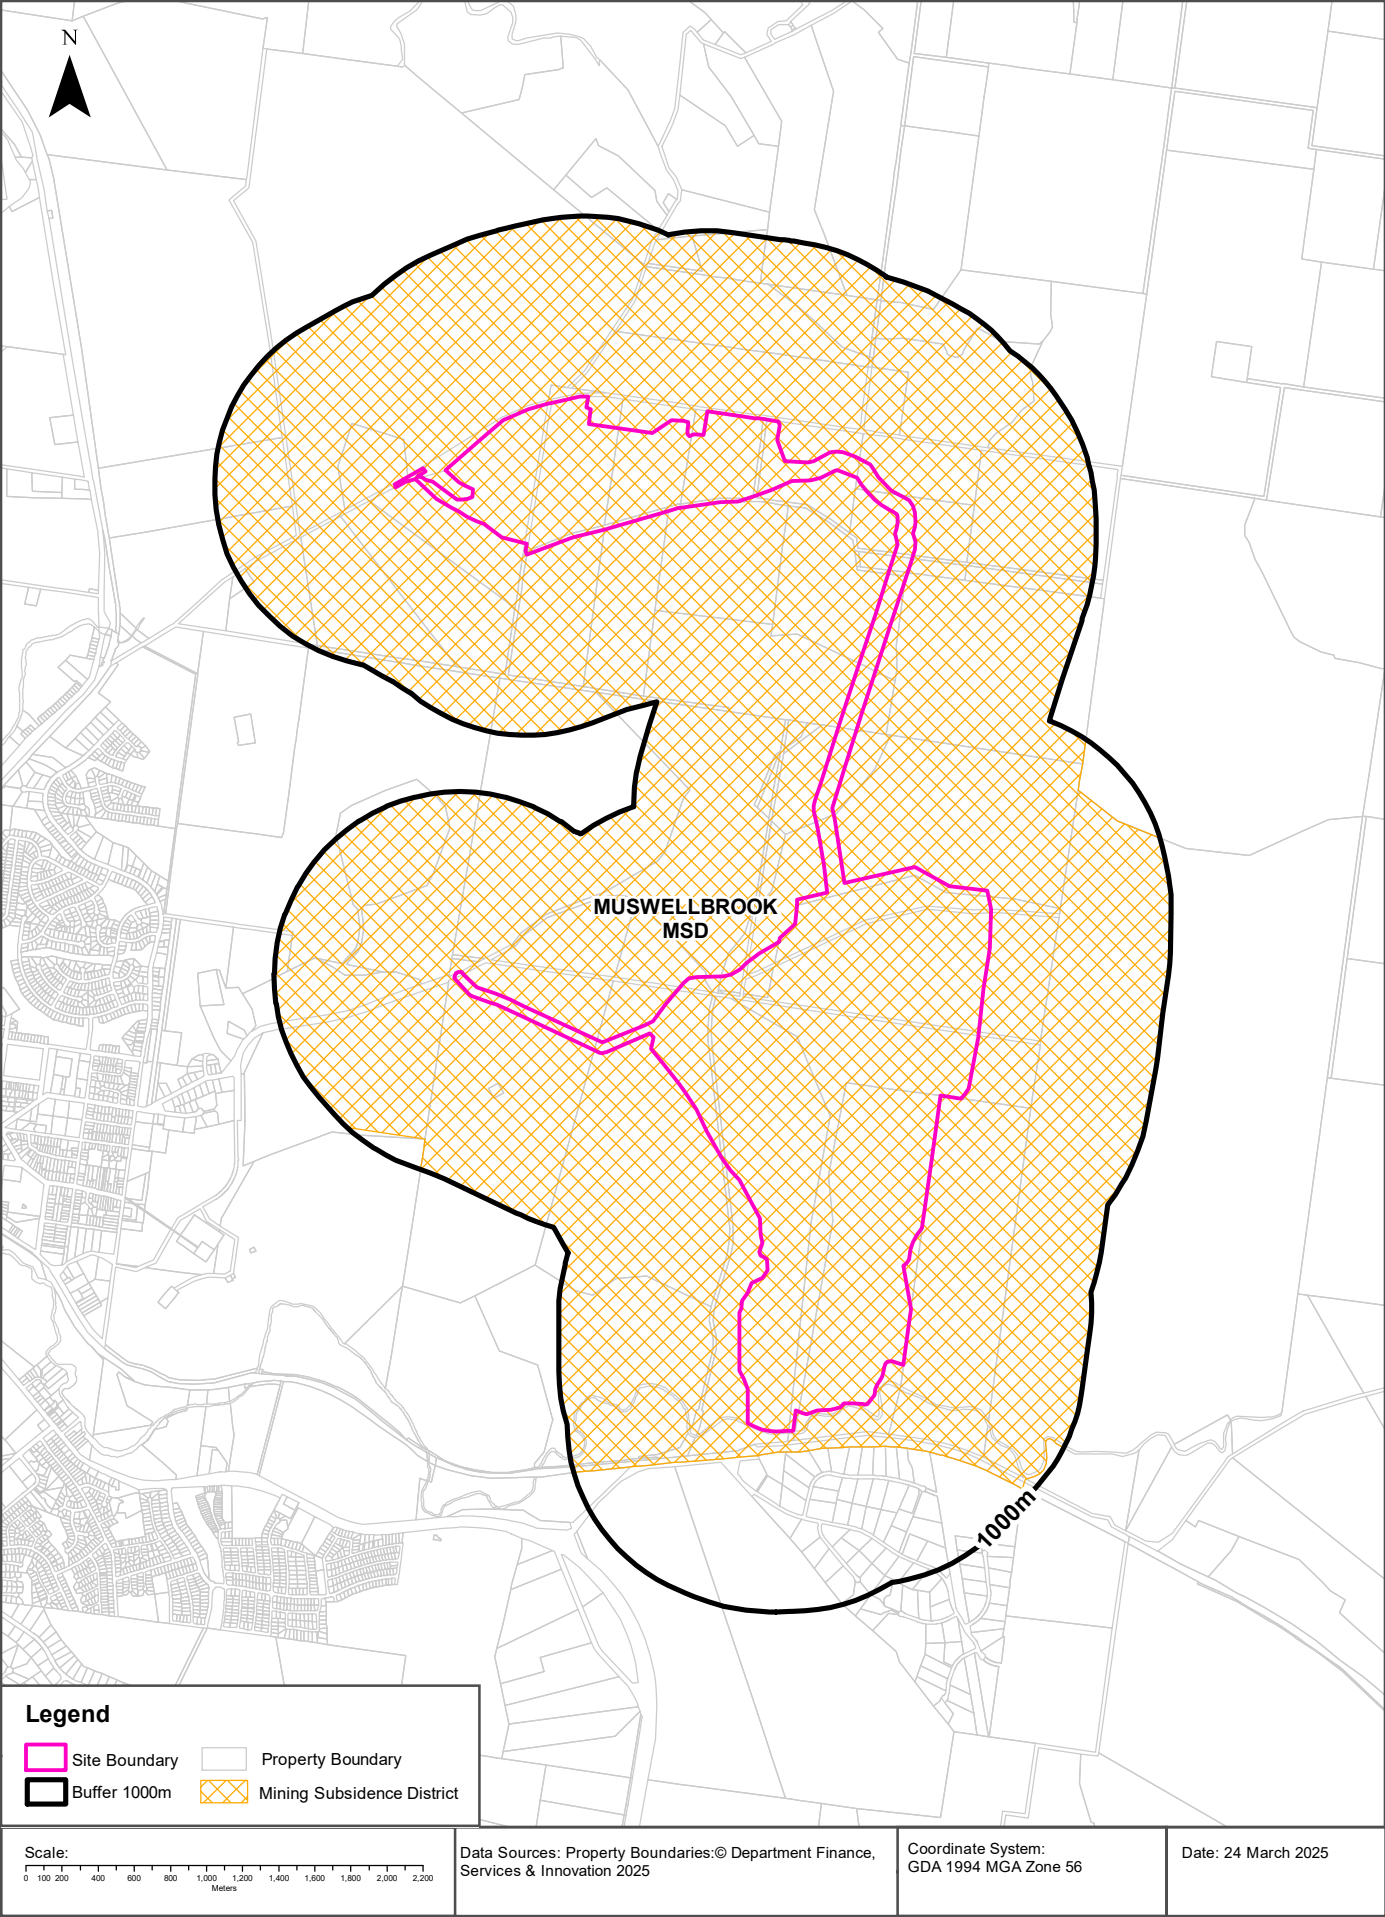 N
MUSWELLBROOK
MSD
1000m
Legend
Site Boundary
Property Boundary
Buffer 1000m
Mining Subsidence District
Scale:
0 100 200 400 600 800 1,000 1,200 1,400 1,600 1,800 2,000 2,200
Meters
Data Sources: Property Boundaries:© Department Finance,
Services & Innovation 2025
Coordinate System:
GDA 1994 MGA Zone 56
Date: 24 March 2025